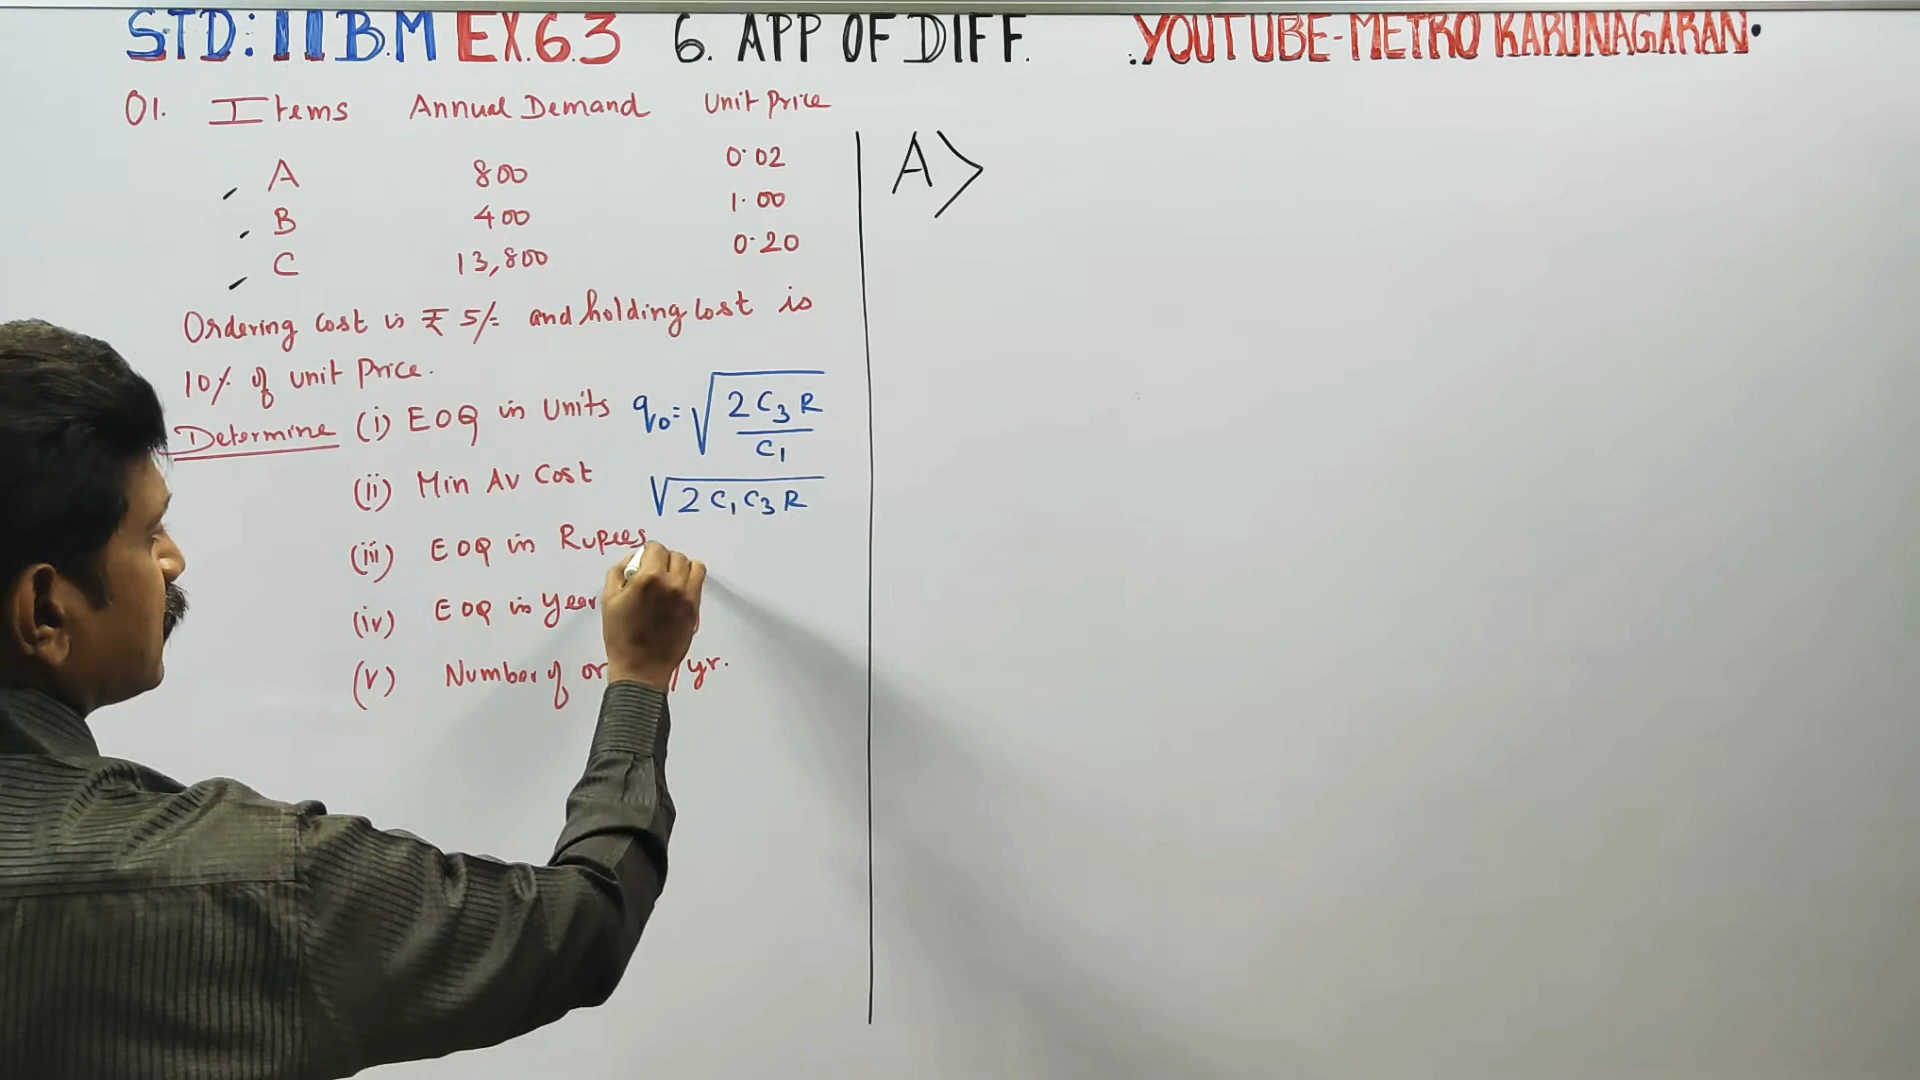 STD: 11 B.M EX.6.3 6. APP OF DIFF. YOUTUBE-METRO KARUNAGARAN.
01. Items Annual Demand Unit Price
A 800 0.02
B 400 1.00
C 13,800 0.20
A>
Ordering cost is ₹ 5/= and holding cost is
10% of unit Price.
Determine (i) EOQ in Units q₀ = √(2C₃R/C₁)
(ii) Min Av Cost √(2C₁C₃R)
(iii) EOQ in Rupees
(iv) EOQ in Year
(v) Number of or /yr.